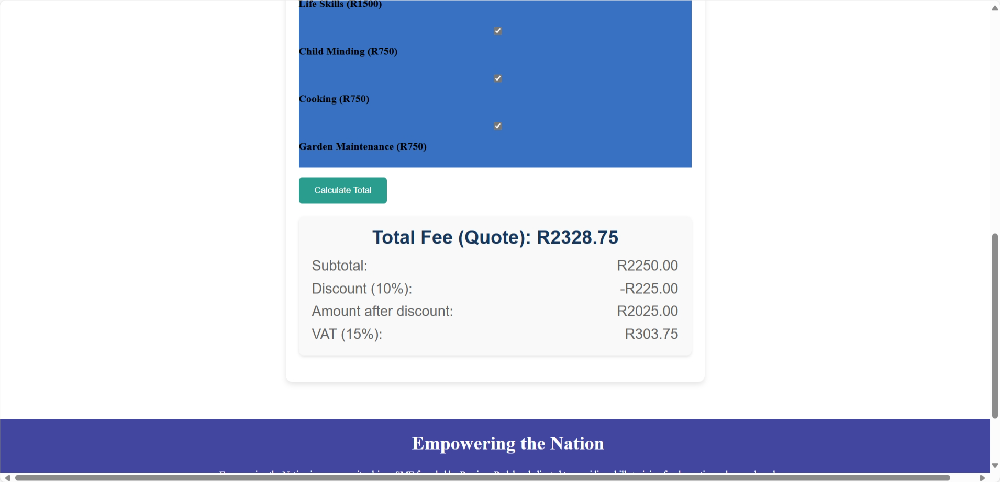 Life Skills (R1500)
Child Minding (R750)
Cooking (R750)
Garden Maintenance (R750)
Calculate Total
Total Fee (Quote): R2328.75
Subtotal: R2250.00
Discount (10%): -R225.00
Amount after discount: R2025.00
VAT (15%): R303.75
Empowering the Nation